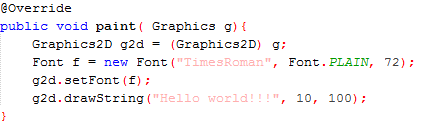 @Override
public void paint( Graphics g){
Graphics2D g2d = (Graphics2D) g;
Font f = new Font("TimesRoman", Font.PLAIN, 72);
g2d.setFont(f);
g2d.drawString("Hello world!!!", 10, 100);
}